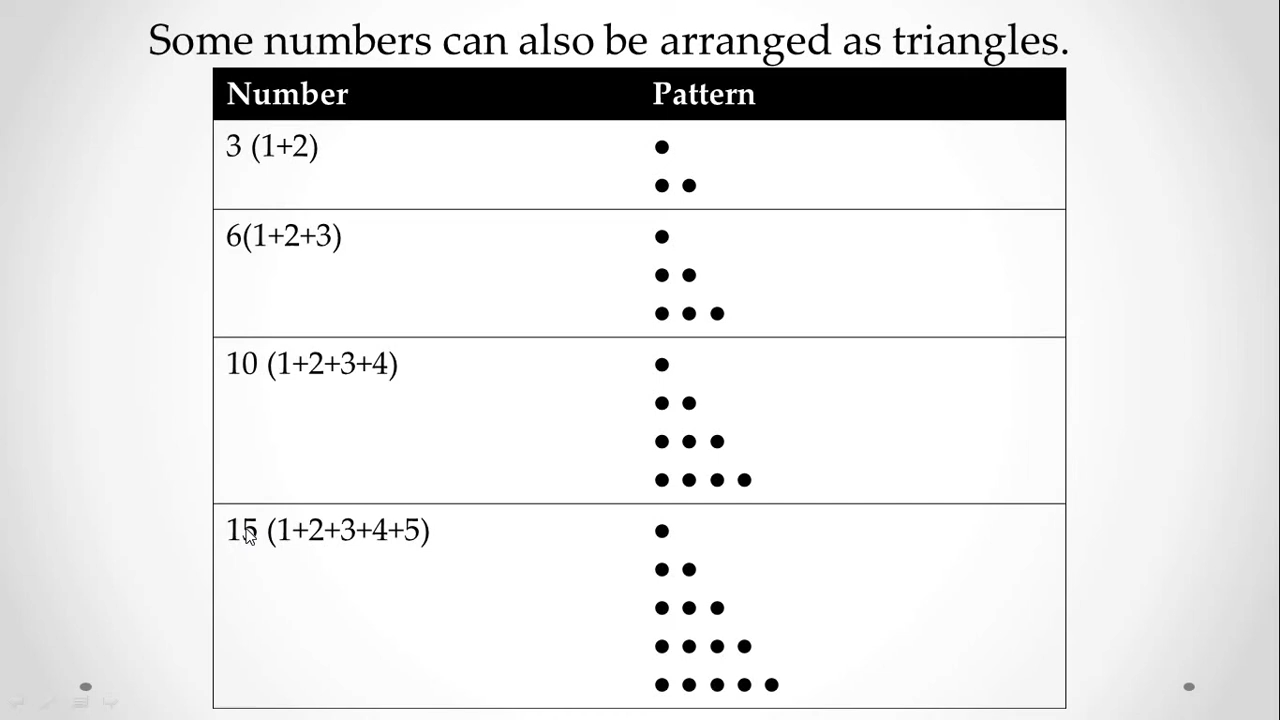 Some numbers can also be arranged as triangles.
Number Pattern
3 (1+2)
6(1+2+3)
10 (1+2+3+4)
15 (1+2+3+4+5)